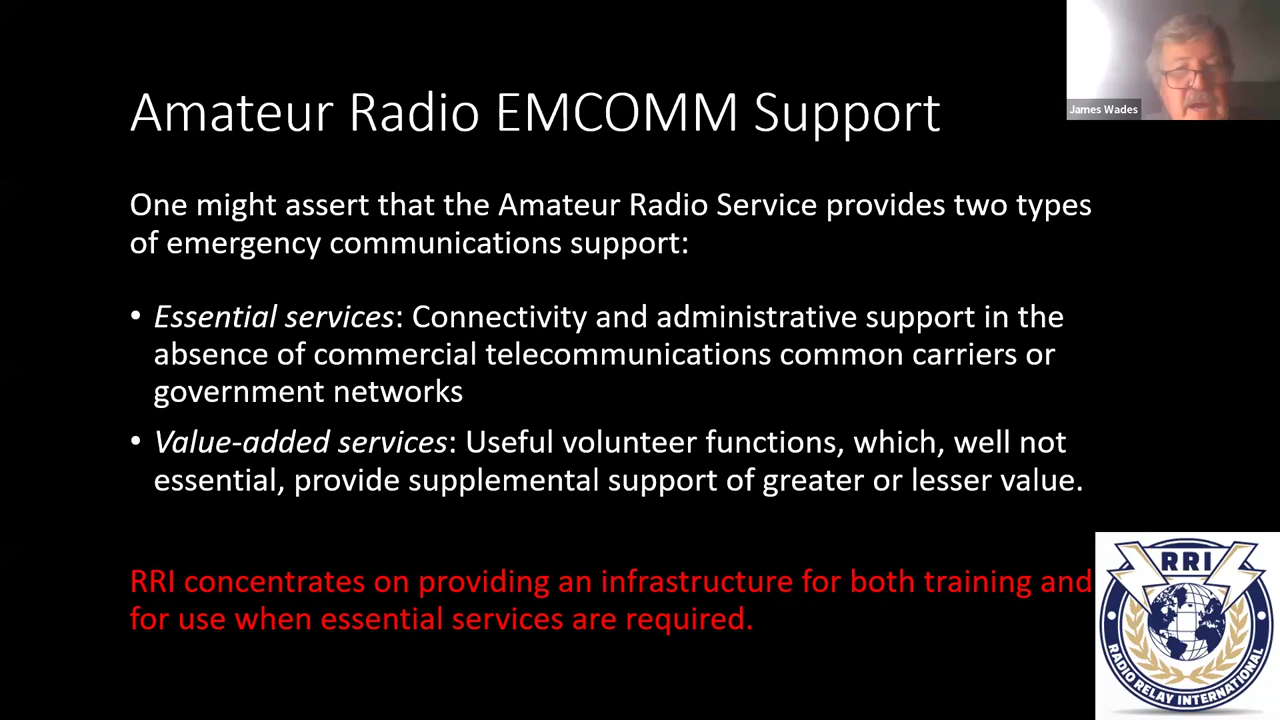 James Wades
Amateur Radio EMCOMM Support
One might assert that the Amateur Radio Service provides two types
of emergency communications support:
• Essential services: Connectivity and administrative support in the
absence of commercial telecommunications common carriers or
government networks
• Value-added services: Useful volunteer functions, which, well not
essential, provide supplemental support of greater or lesser value.
RRI concentrates on providing an infrastructure for both training and
for use when essential services are required.
RRI
RADIO RELAY INTERNATIONAL